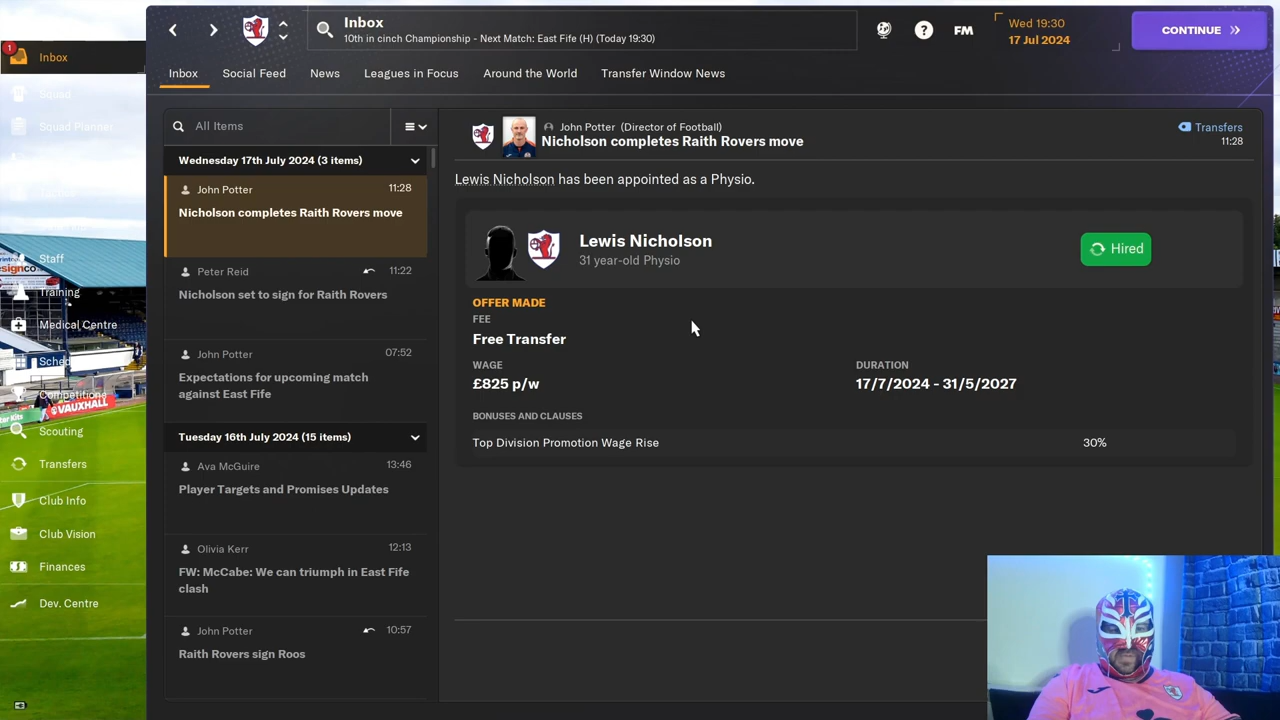 Inbox
10th in cinch Championship - Next Match: East Fife (H) (Today 19:30)
FM
Wed 19:30
17 Jul 2024
CONTINUE
1
Inbox
Squad
Squad Planner
Staff
Training
Medical Centre
Sched
Competitions
Scouting
Transfers
Club Info
Club Vision
Finances
Dev. Centre
Inbox
Social Feed
News
Leagues in Focus
Around the World
Transfer Window News
All Items
Wednesday 17th July 2024 (3 items)
John Potter
11:28
Nicholson completes Raith Rovers move
Peter Reid
11:22
Nicholson set to sign for Raith Rovers
John Potter
07:52
Expectations for upcoming match
against East Fife
Tuesday 16th July 2024 (15 items)
Ava McGuire
13:46
Player Targets and Promises Updates
Olivia Kerr
12:13
FW: McCabe: We can triumph in East Fife
clash
John Potter
10:57
Raith Rovers sign Roos
John Potter (Director of Football)
Nicholson completes Raith Rovers move
Transfers
11:28
Lewis Nicholson has been appointed as a Physio.
Lewis Nicholson
31 year-old Physio
Hired
OFFER MADE
FEE
Free Transfer
WAGE
£825 p/w
DURATION
17/7/2024 - 31/5/2027
BONUSES AND CLAUSES
Top Division Promotion Wage Rise
30%
VAUXHALL